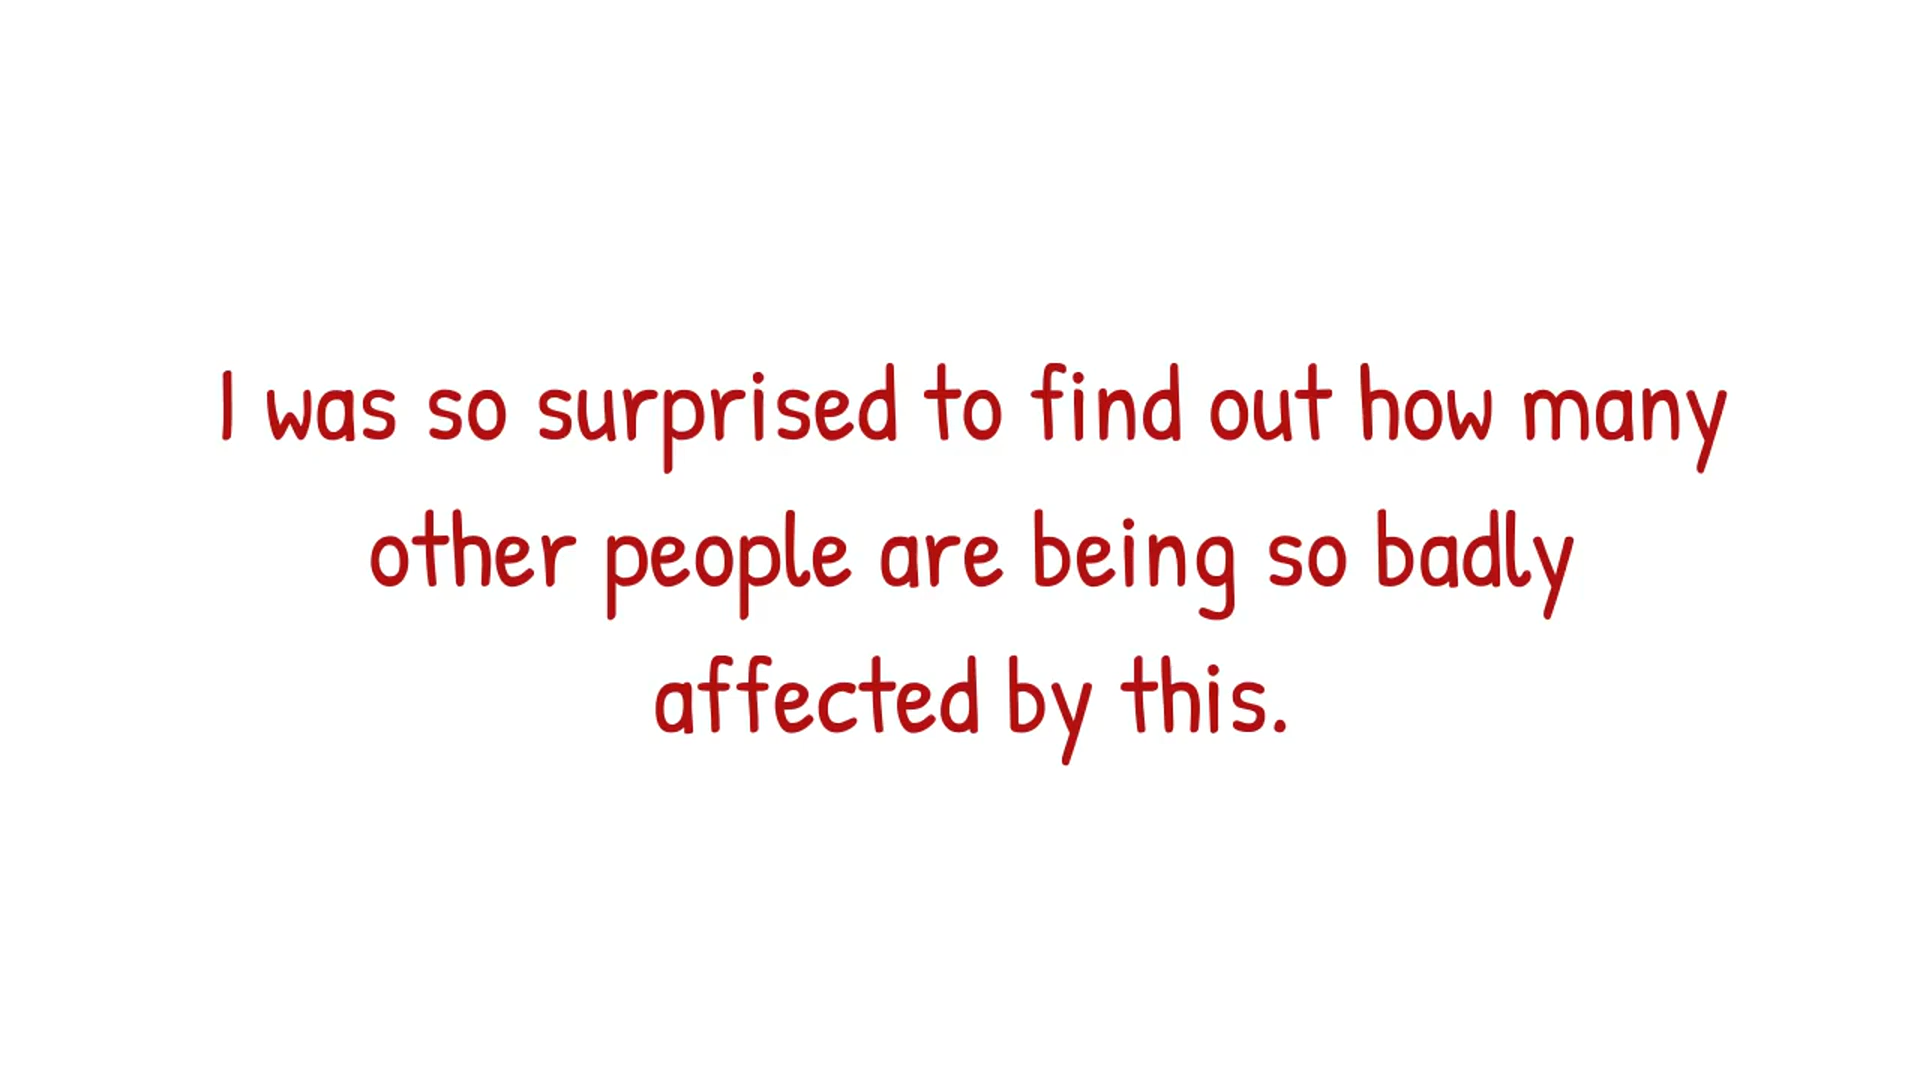 I was so surprised to find out how many
other people are being so badly
affected by this.